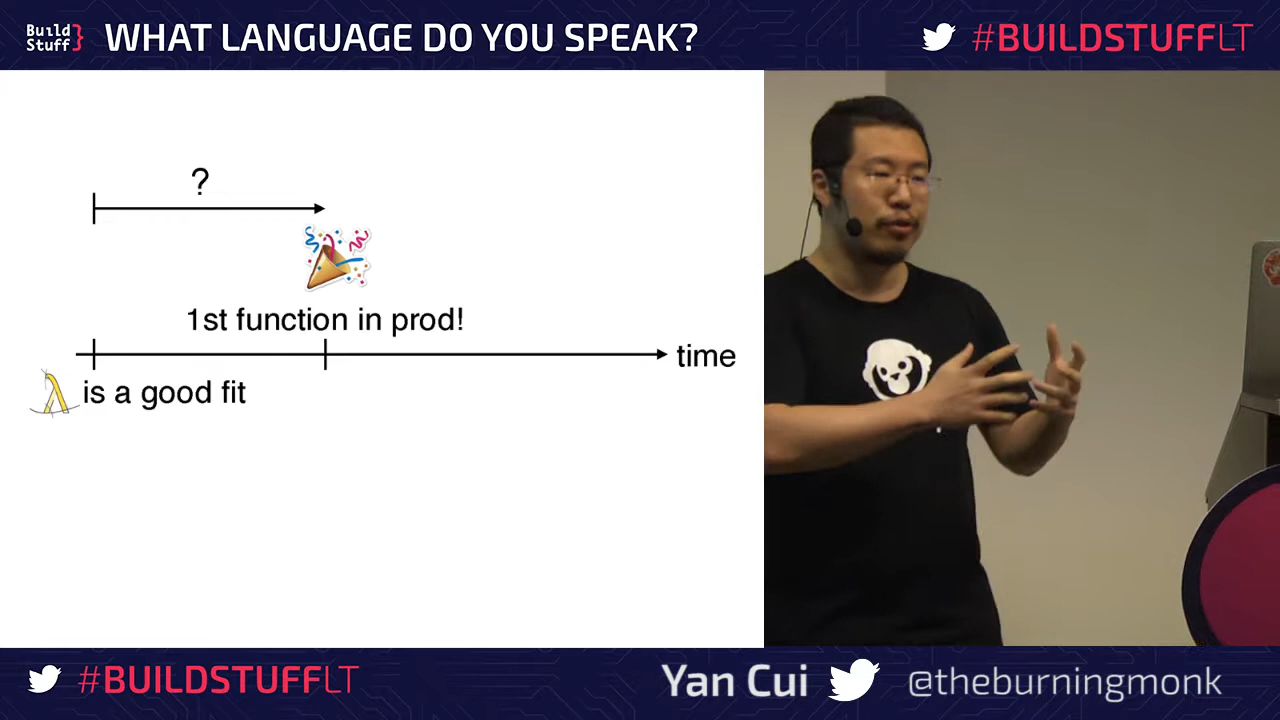 Build
Stuff}
WHAT LANGUAGE DO YOU SPEAK?
#BUILDSTUFFLT
?
1st function in prod!
time
λ is a good fit
#BUILDSTUFFLT
Yan Cui
@theburningmonk